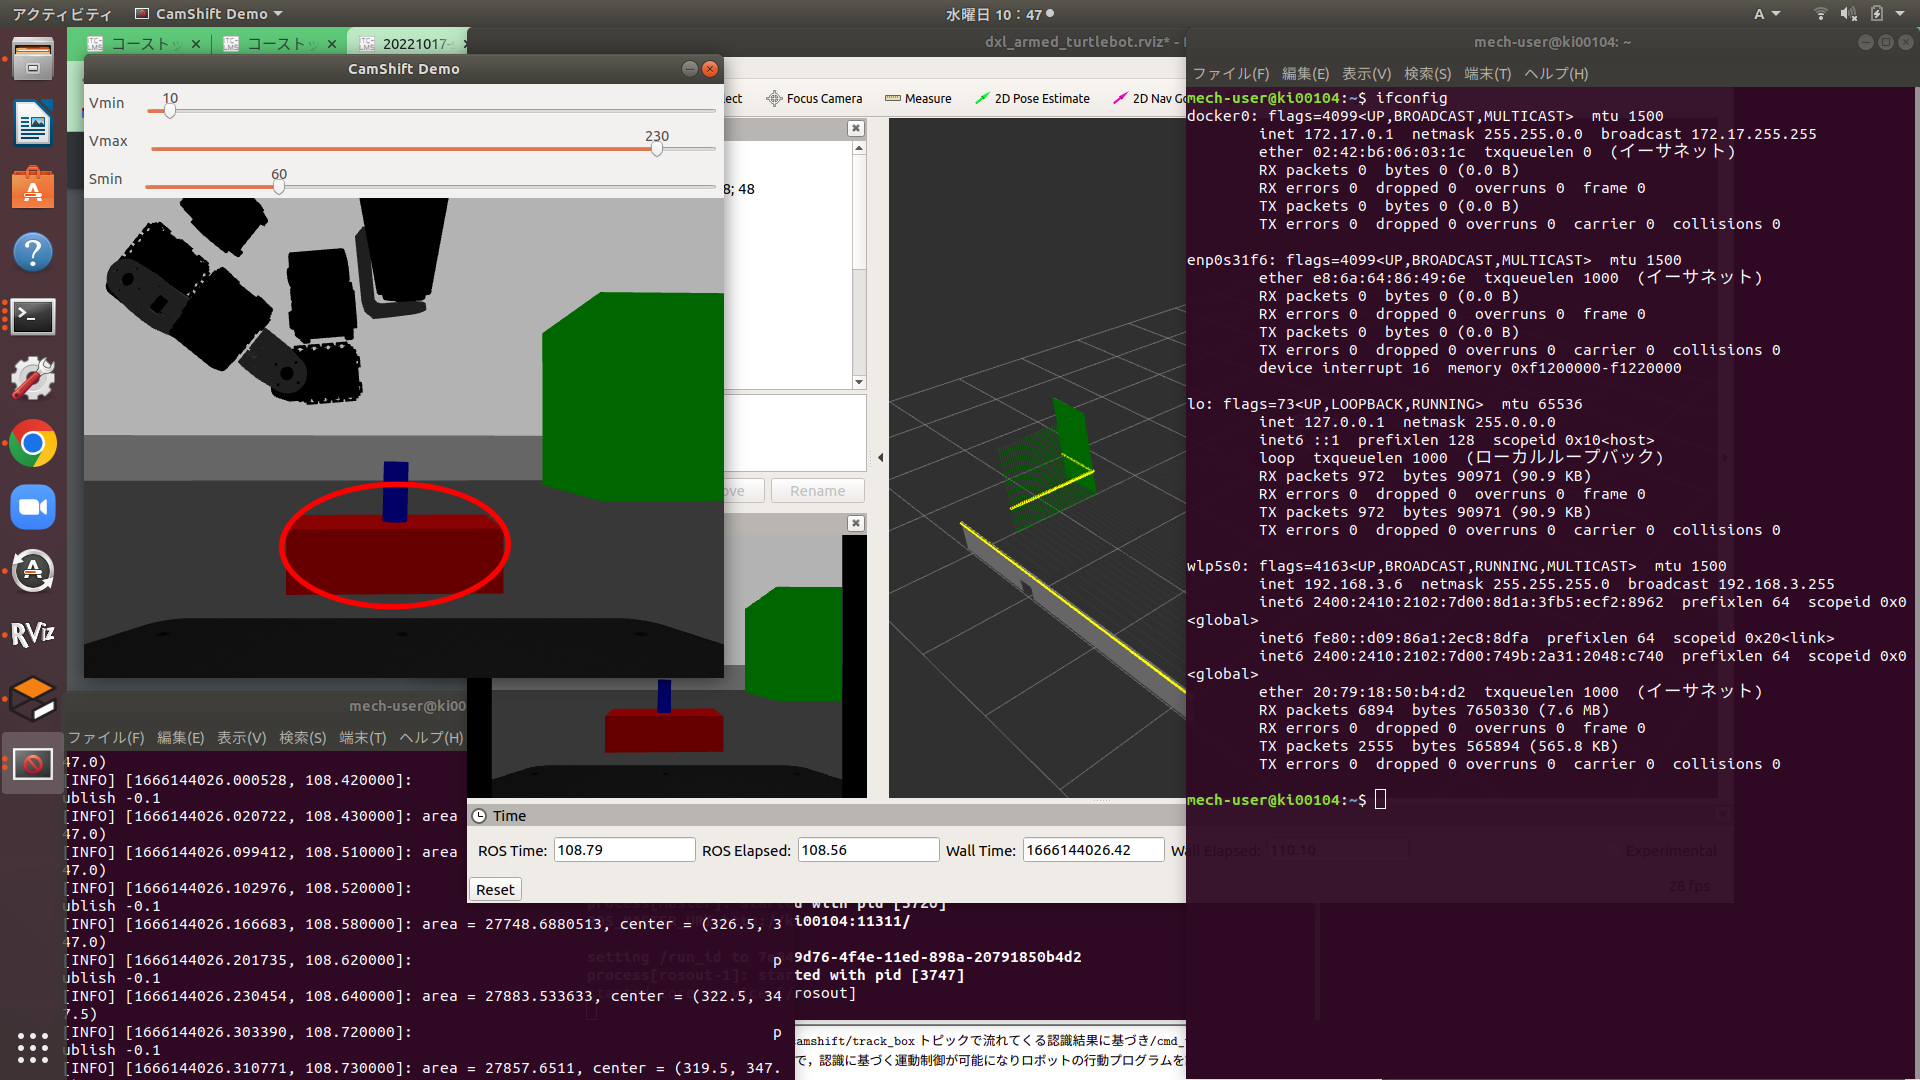 アクティビティ
CamShift Demo
水曜日 10：47
A
コースト
コースト
20221017-
dxl_armed_turtlebot.rviz* -
mech-user@ki00104: ~
CamShift Demo
ファイル(F) 編集(E) 表示(V) 検索(S) 端末(T) ヘルプ(H)
Vmin
10
Vmax
230
Smin
60
Focus Camera
Measure
2D Pose Estimate
2D Nav Go
8; 48
Rename
mech-user@ki00104:~$ ifconfig
docker0: flags=4099<UP,BROADCAST,MULTICAST>  mtu 1500
inet 172.17.0.1  netmask 255.255.0.0  broadcast 172.17.255.255
ether 02:42:b6:06:03:1c  txqueuelen 0  (イーサネット)
RX packets 0  bytes 0 (0.0 B)
RX errors 0  dropped 0  overruns 0  frame 0
TX packets 0  bytes 0 (0.0 B)
TX errors 0  dropped 0 overruns 0  carrier 0  collisions 0
enp0s31f6: flags=4099<UP,BROADCAST,MULTICAST>  mtu 1500
ether e8:6a:64:86:49:6e  txqueuelen 1000  (イーサネット)
RX packets 0  bytes 0 (0.0 B)
RX errors 0  dropped 0  overruns 0  frame 0
TX packets 0  bytes 0 (0.0 B)
TX errors 0  dropped 0 overruns 0  carrier 0  collisions 0
device interrupt 16  memory 0xf1200000-f1220000
lo: flags=73<UP,LOOPBACK,RUNNING>  mtu 65536
inet 127.0.0.1  netmask 255.0.0.0
inet6 ::1  prefixlen 128  scopeid 0x10<host>
loop  txqueuelen 1000  (ローカルループバック)
RX packets 972  bytes 90971 (90.9 KB)
RX errors 0  dropped 0  overruns 0  frame 0
TX packets 972  bytes 90971 (90.9 KB)
TX errors 0  dropped 0 overruns 0  carrier 0  collisions 0
wlp5s0: flags=4163<UP,BROADCAST,RUNNING,MULTICAST>  mtu 1500
inet 192.168.3.6  netmask 255.255.255.0  broadcast 192.168.3.255
inet6 2400:2410:2102:7d00:8d1a:3fb5:ecf2:8962  prefixlen 64  scopeid 0x0
<global>
inet6 fe80::d09:86a1:2ec8:8dfa  prefixlen 64  scopeid 0x20<link>
inet6 2400:2410:2102:7d00:749b:2a31:2048:c740  prefixlen 64  scopeid 0x0
<global>
ether 20:79:18:50:b4:d2  txqueuelen 1000  (イーサネット)
RX packets 6894  bytes 7650330 (7.6 MB)
RX errors 0  dropped 0  overruns 0  frame 0
TX packets 2555  bytes 565894 (565.8 KB)
TX errors 0  dropped 0 overruns 0  carrier 0  collisions 0
mech-user@ki00104:~$
RViz
Time
ROS Time: 108.79
ROS Elapsed: 108.56
Wall Time: 1666144026.42
Wall Elapsed: 110.10
Experimental
Reset
28 fps
mech-user@ki00
ファイル(F) 編集(E) 表示(V) 検索(S) 端末(T) ヘルプ(H)
47.0)
[INFO] [1666144026.000528, 108.420000]:
ublish -0.1
[INFO] [1666144026.020722, 108.430000]: area
47.0)
[INFO] [1666144026.099412, 108.510000]: area
47.0)
[INFO] [1666144026.102976, 108.520000]:
ublish -0.1
[INFO] [1666144026.166683, 108.580000]: area = 27748.6880513, center = (326.5, 3
47.0)
[INFO] [1666144026.201735, 108.620000]: p
ublish -0.1
[INFO] [1666144026.230454, 108.640000]: area = 27883.533633, center = (322.5, 34
7.5)
[INFO] [1666144026.303390, 108.720000]: p
ublish -0.1
[INFO] [1666144026.310771, 108.730000]: area = 27857.6511, center = (319.5, 347.
ki00104:11311/
setting /run_id to
9d76-4f4e-11ed-898a-20791850b4d2
process[rosout-1]: started with pid [3747]
/rosout]
camshift/track_box トピックで流れてくる認識結果に基づき/cmd_
で，認識に基づく運動制御が可能になりロボットの行動プログラムを